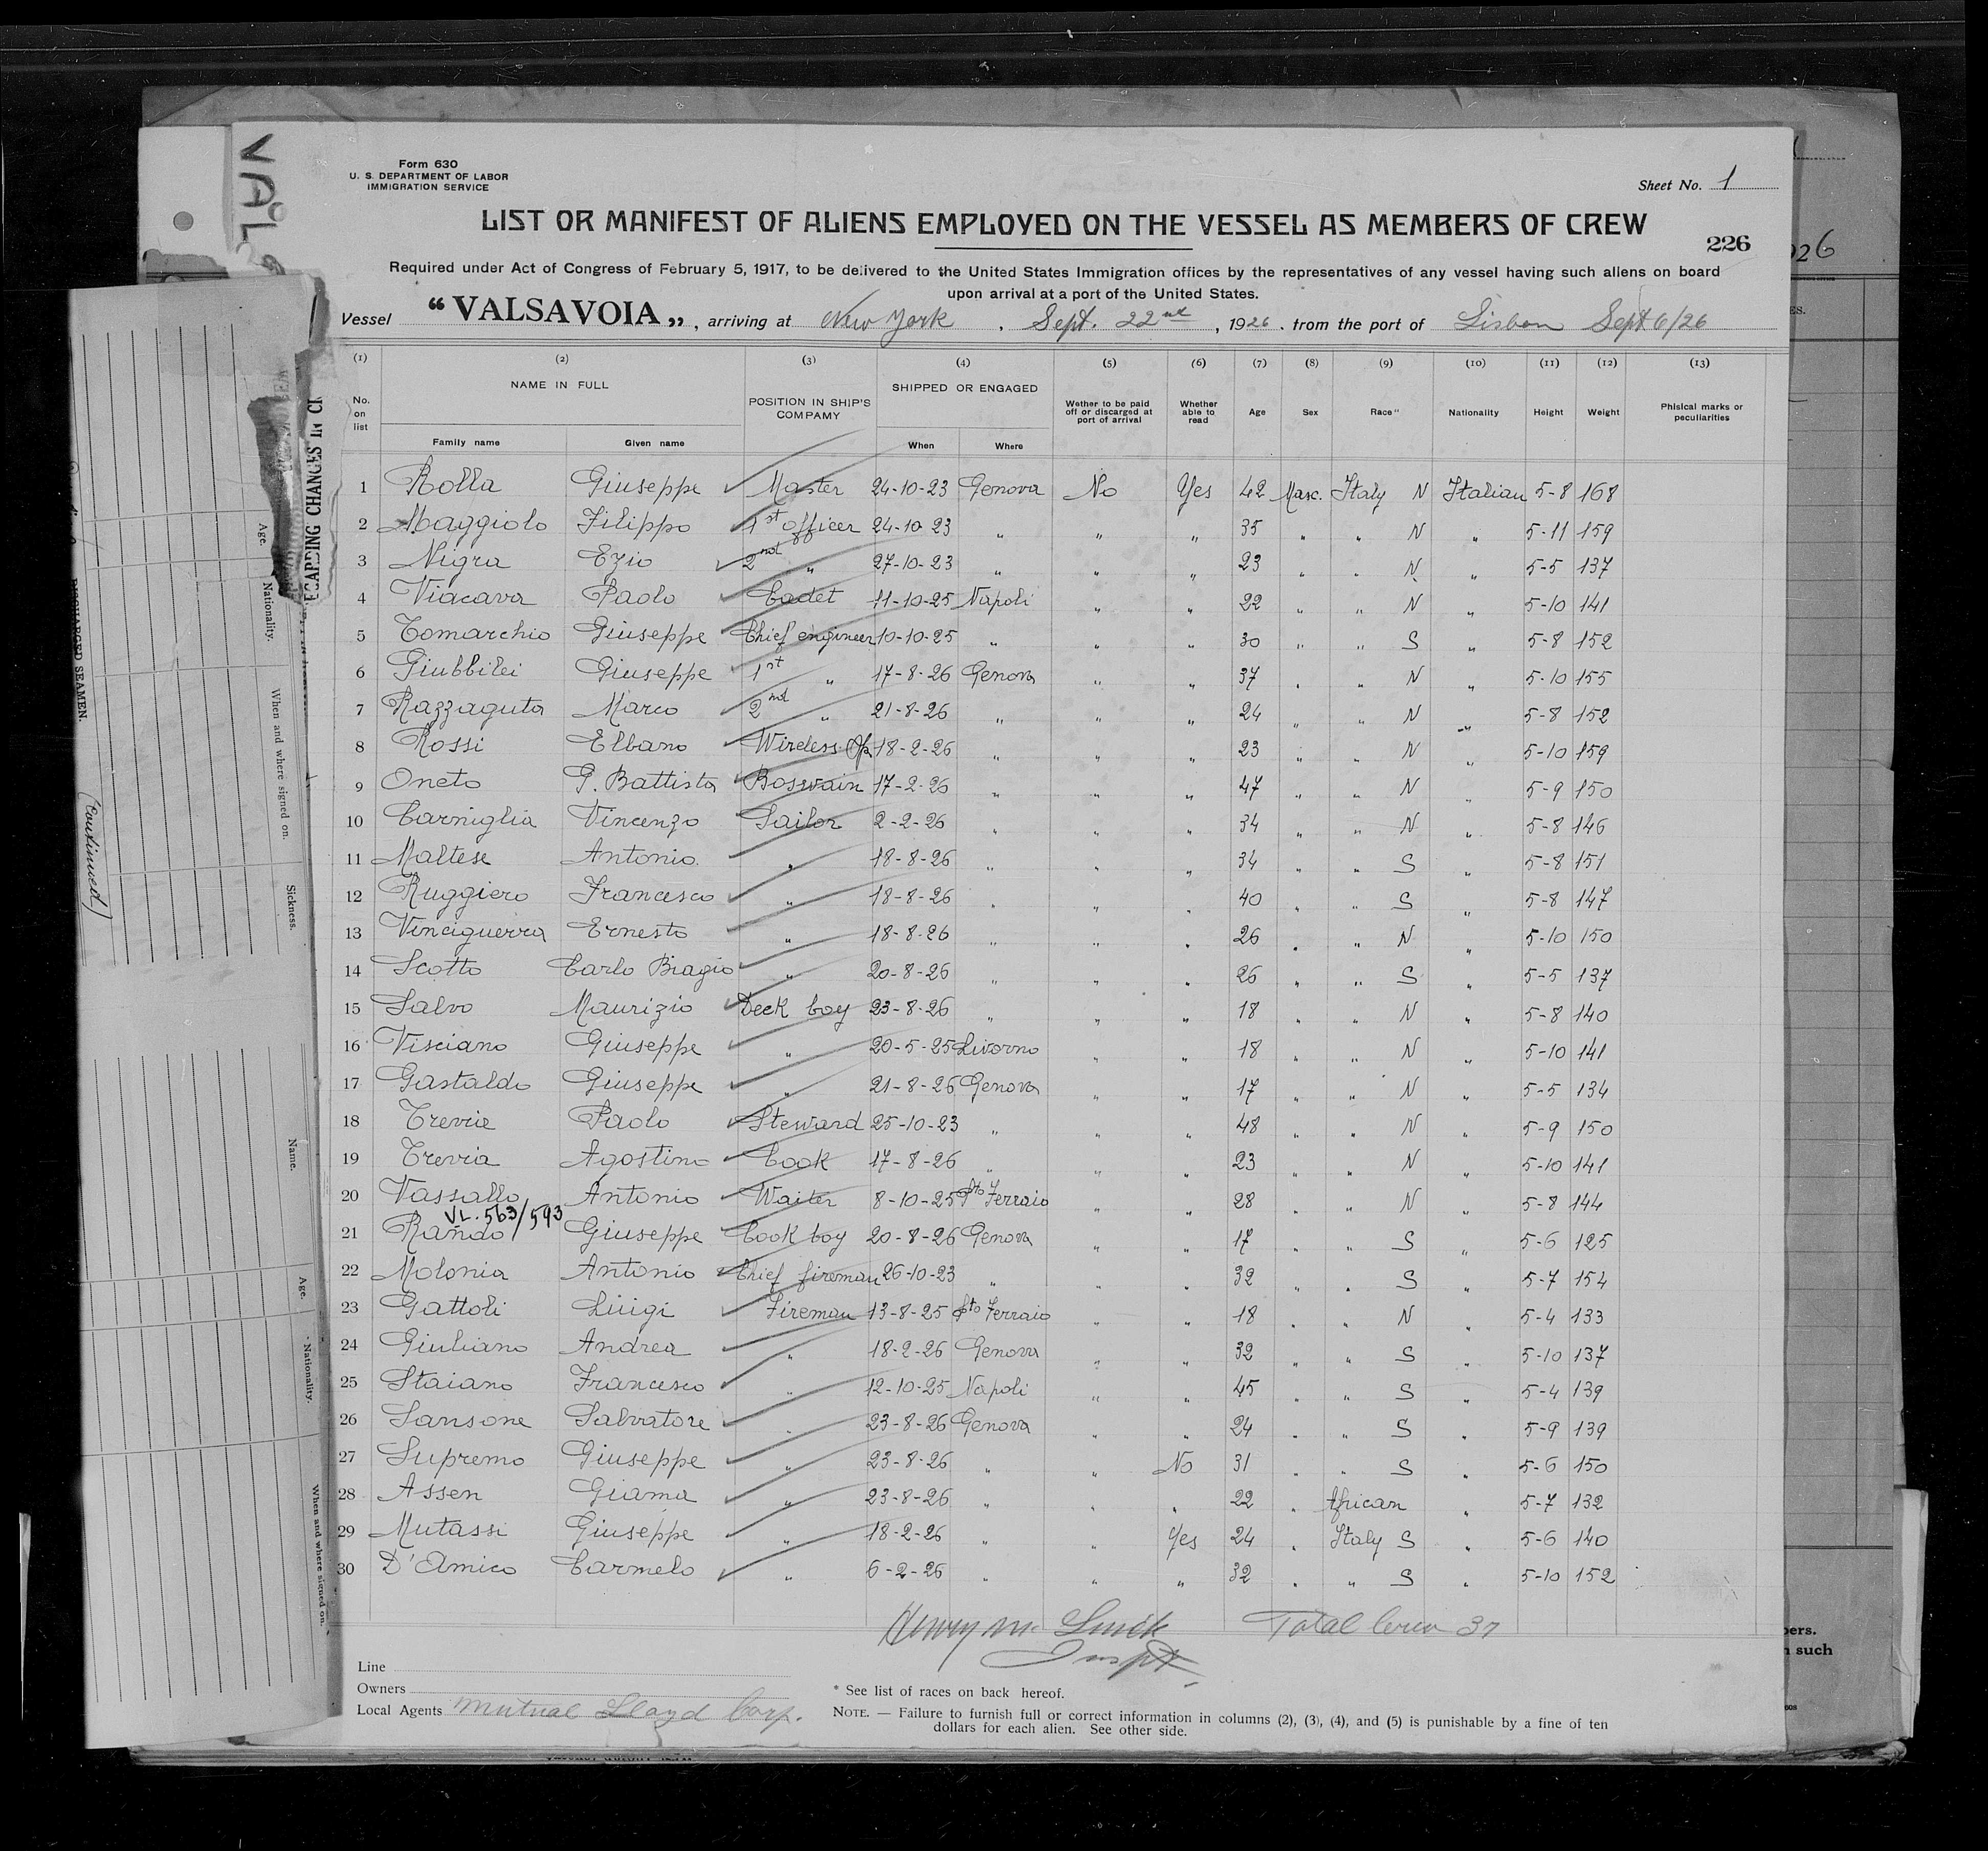 Form 630
U. S. DEPARTMENT OF LABOR
IMMIGRATION SERVICE
Sheet No. 1
LIST OR MANIFEST OF ALIENS EMPLOYED ON THE VESSEL AS MEMBERS OF CREW
226
Required under Act of Congress of February 5, 1917, to be delivered to the United States Immigration offices by the representatives of any vessel having such aliens on board
upon arrival at a port of the United States.
Vessel “VALSAVOIA„, arriving at New York, Sept. 22nd, 1926. from the port of Lisbon Sept 6/26
(1) (2) (3) (4) (5) (6) (7) (8) (9) (10) (11) (12) (13)
No. on list NAME IN FULL POSITION IN SHIP'S COMPANY SHIPPED OR ENGAGED Wether to be paid off or discarged at port of arrival Whether able to read Age Sex Race* Nationality Height Weight Phisical marks or peculiarities
Family name Given name When Where
1 Rolla Giuseppe Master 24-10-23 Genova No Yes 42 Masc. Italy N Italian 5-8 168
2 Maggiolo Filippo 1st officer 24-10-23 " " " 35 " " N " 5-11 159
3 Nigra Ezio 2nd " 27-10-23 " " " 23 " " N " 5-5 137
4 Viacava Paolo Cadet 11-10-25 Napoli " " 22 " " N " 5-10 141
5 Tomarchio Giuseppe Chief engineer 10-10-25 " " " 30 " " S " 5-8 152
6 Giubbilei Giuseppe 1st " 17-8-26 Genova " " 37 " " N " 5-10 155
7 Razzaguta Marco 2nd " 21-8-26 " " " 24 " " N " 5-8 152
8 Rossi Elbano Wireless Op 18-2-26 " " " 23 " " N " 5-10 159
9 Oneto G. Battista Boswain 17-2-26 " " " 47 " " N " 5-9 150
10 Carniglia Vincenzo Sailor 2-2-26 " " " 34 " " N " 5-8 146
11 Maltese Antonio " 18-8-26 " " " 34 " " S " 5-8 151
12 Ruggiero Francesco " 18-8-26 " " " 40 " " S " 5-8 147
13 Vinciguerra Ernesto " 18-8-26 " " " 26 " " N " 5-10 150
14 Scotto Carlo Biagio " 20-8-26 " " " 26 " " S " 5-5 137
15 Salvo Maurizio Deck boy 23-8-26 " " " 18 " " N " 5-8 140
16 Visciano Giuseppe " 20-5-25 Livorno " " 18 " " N " 5-10 141
17 Gastaldo Giuseppe " 21-8-26 Genova " " 17 " " N " 5-5 134
18 Trevia Paolo Steward 25-10-23 " " " 48 " " N " 5-9 150
19 Trevia Agostino Cook 17-8-26 " " " 23 " " N " 5-10 141
20 Vassallo Antonio Waiter 8-10-25 Pto Ferraio " " 28 " " N " 5-8 144
VL. 563/593
21 Rando Giuseppe Cook boy 20-8-26 Genova " " 17 " " S " 5-6 125
22 Molonia Antonio Chief fireman 26-10-23 " " " 32 " " S " 5-7 154
23 Gattoli Luigi Fireman 13-8-25 Pto Ferraio " " 18 " " N " 5-4 133
24 Giuliano Andrea " 18-2-26 Genova " " 32 " " S " 5-10 137
25 Staiano Francesco " 12-10-25 Napoli " " 45 " " S " 5-4 139
26 Sansone Salvatore " 23-8-26 Genova " " 24 " " S " 5-9 139
27 Supremo Giuseppe " 23-8-26 " " No 31 " " S " 5-6 150
28 Assen Giama " 23-8-26 " " " 22 " African " 5-7 132
29 Mutassi Giuseppe " 18-2-26 " " Yes 24 " Italy S " 5-6 140
30 D'Amico Carmelo " 6-2-26 " " " 32 " " S " 5-10 152
Henry Total Crew 37
Inspt
Line
Owners
Local Agents Mutual Lloyd Corp.
* See list of races on back hereof.
NOTE. — Failure to furnish full or correct information in columns (2), (3), (4), and (5) is punishable by a fine of ten
dollars for each alien. See other side.
Age.
Nationality.
When and where signed on.
Sickness.
(Continued)
Name.
Age.
Nationality.
When and where signed on.